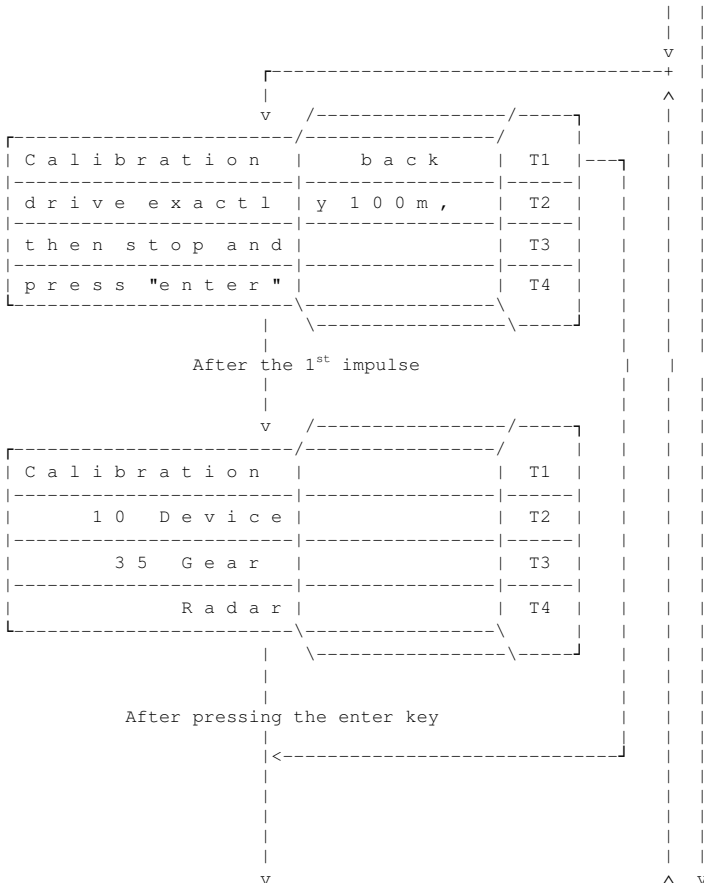 Calibration back T1
drive exactly 100m, T2
then stop and T3
press "enter" T4
After the 1st impulse
Calibration T1
10 Device T2
35 Gear T3
Radar T4
After pressing the enter key